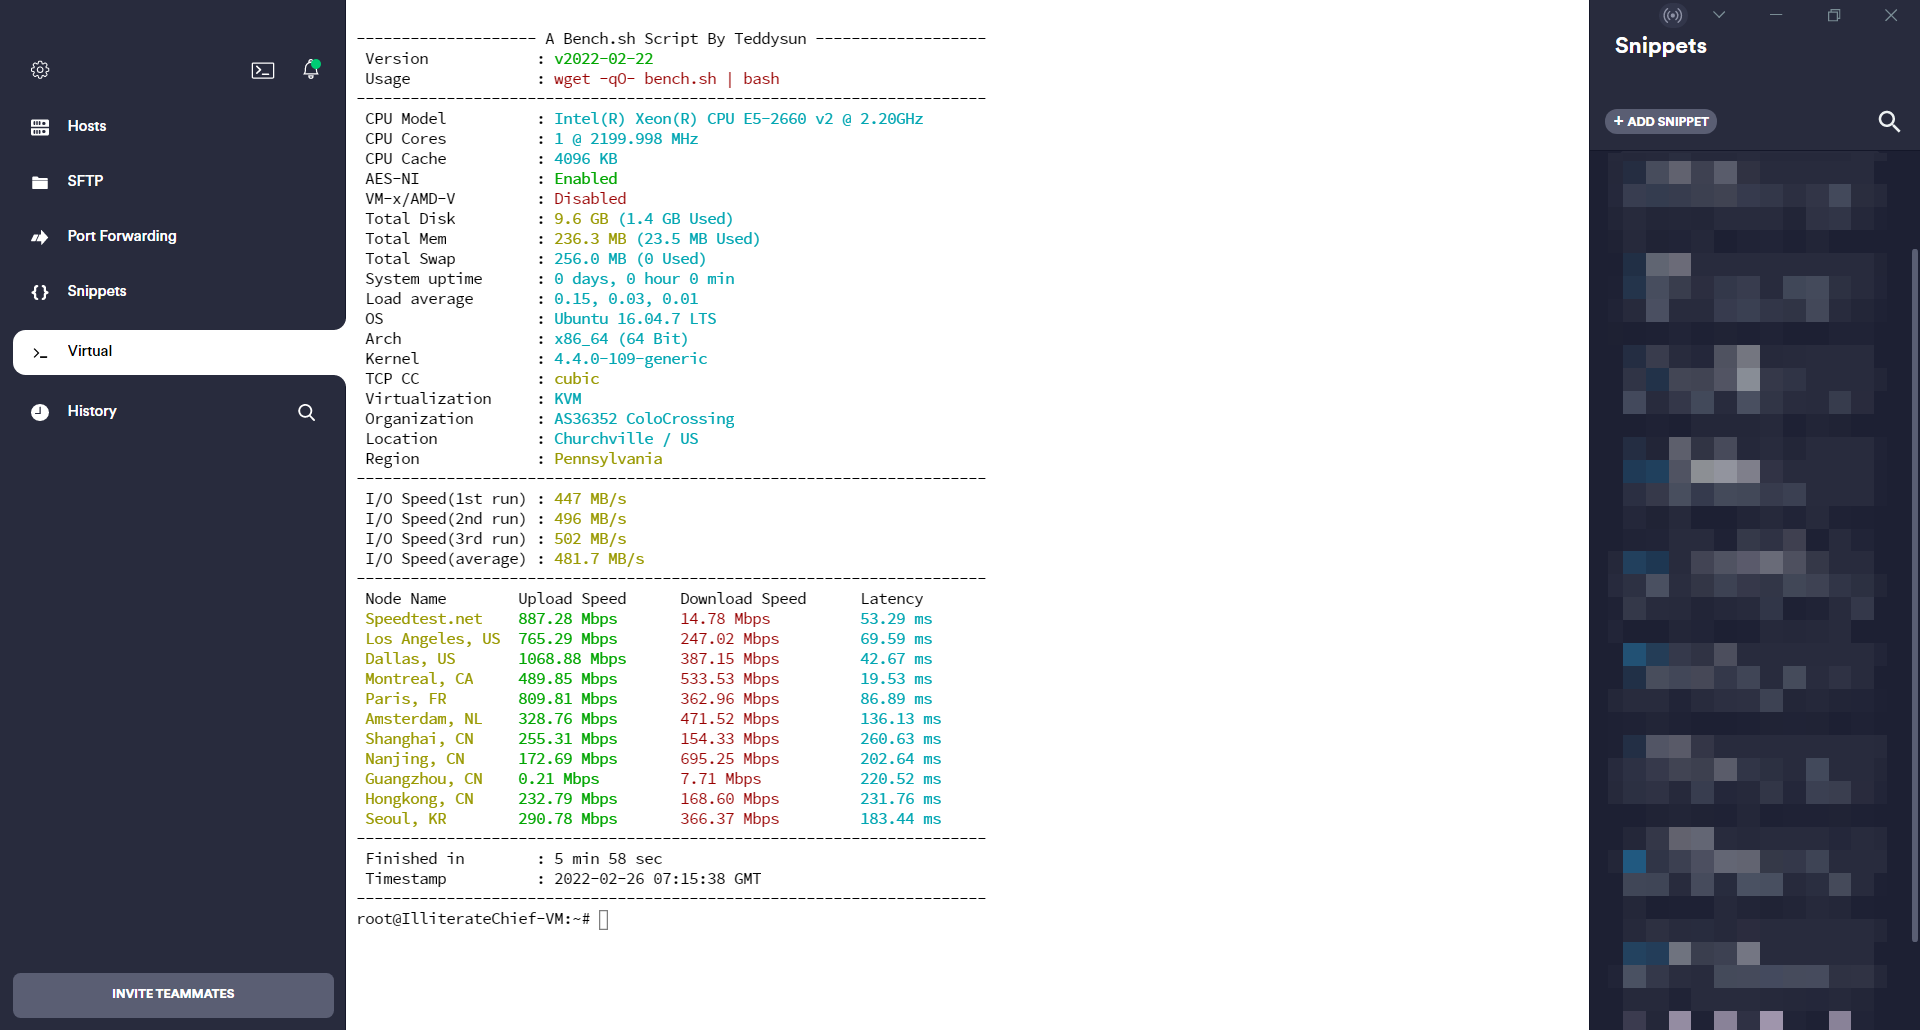 Hosts
SFTP
Port Forwarding
Snippets
Virtual
History
INVITE TEAMMATES
-------------------- A Bench.sh Script By Teddysun -------------------
Version : v2022-02-22
Usage : wget -qO- bench.sh | bash
----------------------------------------------------------------------
CPU Model : Intel(R) Xeon(R) CPU E5-2660 v2 @ 2.20GHz
CPU Cores : 1 @ 2199.998 MHz
CPU Cache : 4096 KB
AES-NI : Enabled
VM-x/AMD-V : Disabled
Total Disk : 9.6 GB (1.4 GB Used)
Total Mem : 236.3 MB (23.5 MB Used)
Total Swap : 256.0 MB (0 Used)
System uptime : 0 days, 0 hour 0 min
Load average : 0.15, 0.03, 0.01
OS : Ubuntu 16.04.7 LTS
Arch : x86_64 (64 Bit)
Kernel : 4.4.0-109-generic
TCP CC : cubic
Virtualization : KVM
Organization : AS36352 ColoCrossing
Location : Churchville / US
Region : Pennsylvania
----------------------------------------------------------------------
I/O Speed(1st run) : 447 MB/s
I/O Speed(2nd run) : 496 MB/s
I/O Speed(3rd run) : 502 MB/s
I/O Speed(average) : 481.7 MB/s
----------------------------------------------------------------------
Node Name Upload Speed Download Speed Latency
Speedtest.net 887.28 Mbps 14.78 Mbps 53.29 ms
Los Angeles, US 765.29 Mbps 247.02 Mbps 69.59 ms
Dallas, US 1068.88 Mbps 387.15 Mbps 42.67 ms
Montreal, CA 489.85 Mbps 533.53 Mbps 19.53 ms
Paris, FR 809.81 Mbps 362.96 Mbps 86.89 ms
Amsterdam, NL 328.76 Mbps 471.52 Mbps 136.13 ms
Shanghai, CN 255.31 Mbps 154.33 Mbps 260.63 ms
Nanjing, CN 172.69 Mbps 695.25 Mbps 202.64 ms
Guangzhou, CN 0.21 Mbps 7.71 Mbps 220.52 ms
Hongkong, CN 232.79 Mbps 168.60 Mbps 231.76 ms
Seoul, KR 290.78 Mbps 366.37 Mbps 183.44 ms
----------------------------------------------------------------------
Finished in : 5 min 58 sec
Timestamp : 2022-02-26 07:15:38 GMT
----------------------------------------------------------------------
root@IlliterateChief-VM:~#
Snippets
+ ADD SNIPPET